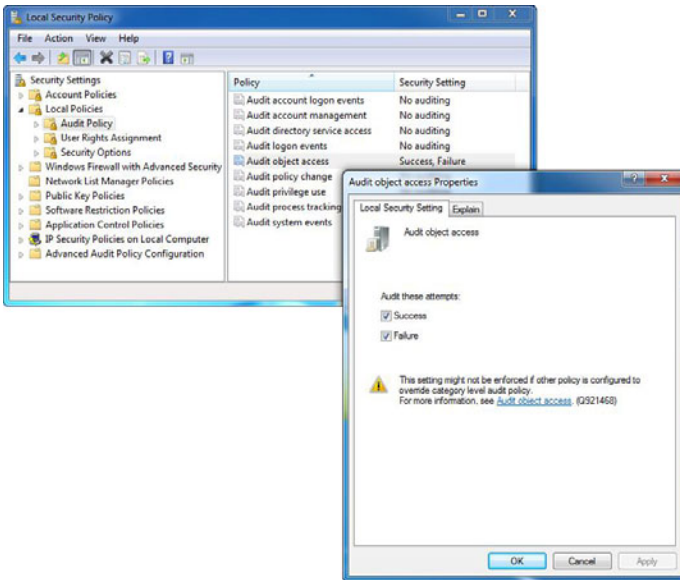 Local Security Policy
File Action View Help
Security Settings
Account Policies
Local Policies
Audit Policy
User Rights Assignment
Security Options
Windows Firewall with Advanced Security
Network List Manager Policies
Public Key Policies
Software Restriction Policies
Application Control Policies
IP Security Policies on Local Computer
Advanced Audit Policy Configuration
Policy Security Setting
Audit account logon events No auditing
Audit account management No auditing
Audit directory service access No auditing
Audit logon events No auditing
Audit object access Success, Failure
Audit policy change
Audit privilege use
Audit process tracking
Audit system events
Audit object access Properties
Local Security Setting Explain
Audit object access
Audit these attempts:
Success
Failure
This setting might not be enforced if other policy is configured to
override category level audit policy.
For more information, see Audit object access. (Q921468)
OK Cancel Apply